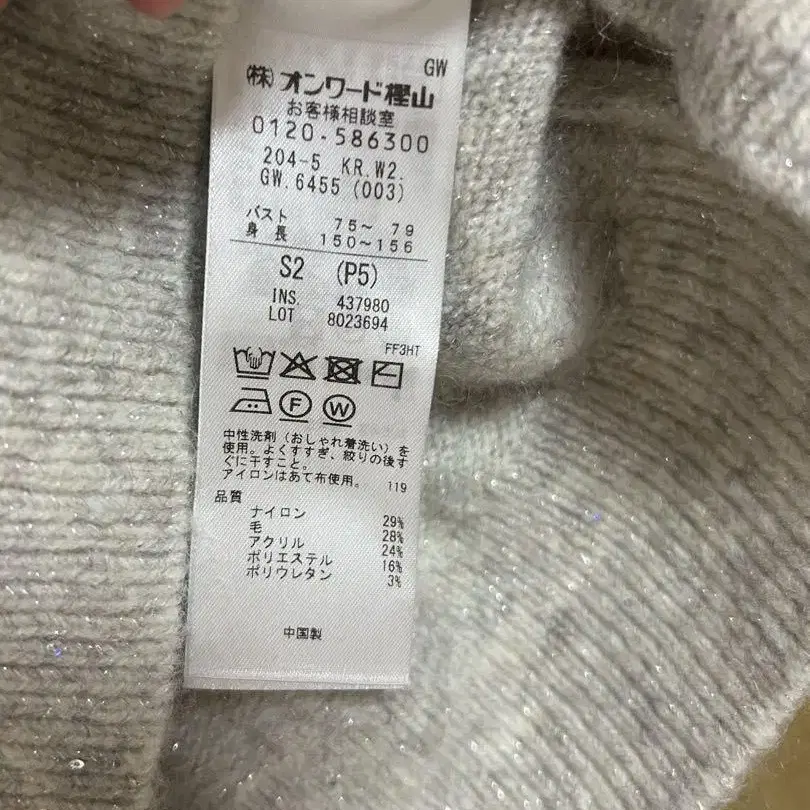 GW
(株)オンワード樫山
お客様相談室
0120-586300
204-5 KR.W2.
GW.6455 (003)
バスト 75～ 79
身長 150～156
S2 (P5)
INS. 437980
LOT 8023694
FF3HT
F W
中性洗剤（おしゃれ着洗い）を
使用。よくすすぎ、絞りの後す
ぐに干すこと。
アイロンはあて布使用。 119
品質
ナイロン 29%
毛 28%
アクリル 24%
ポリエステル 16%
ポリウレタン 3%
中国製